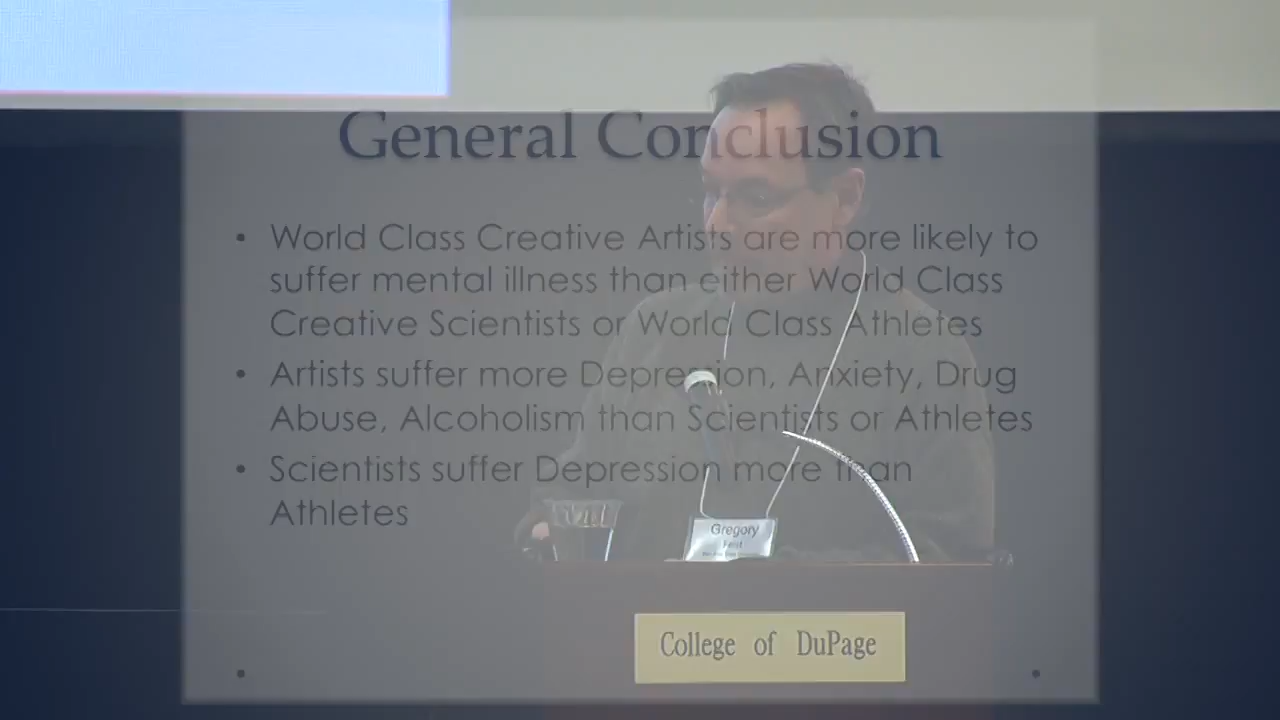 General Conclusion
• World Class Creative Artists are more likely to
suffer mental illness than either World Class
Creative Scientists or World Class Athletes
• Artists suffer more Depression, Anxiety, Drug
Abuse, Alcoholism than Scientists or Athletes
• Scientists suffer Depression more than
Athletes
Gregory
Feist
College of DuPage